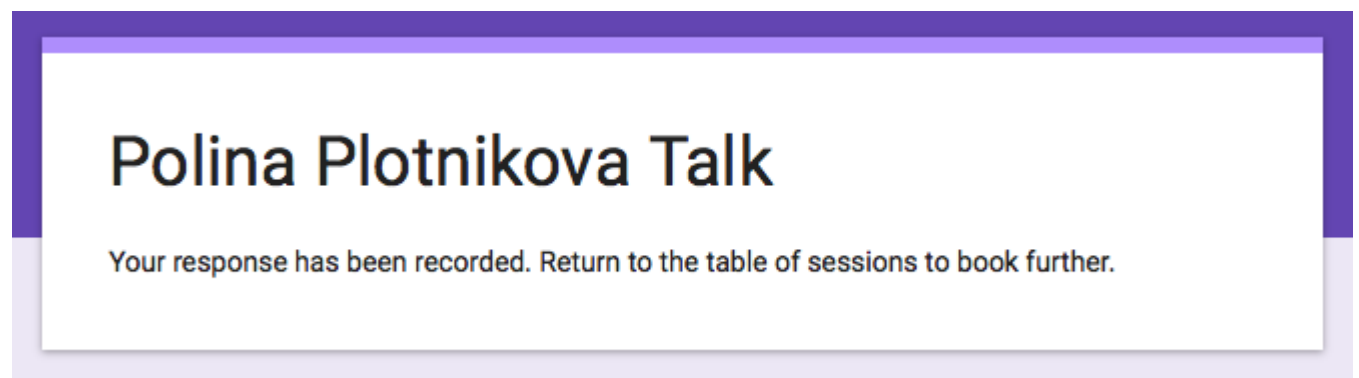 Polina Plotnikova Talk
Your response has been recorded. Return to the table of sessions to book further.